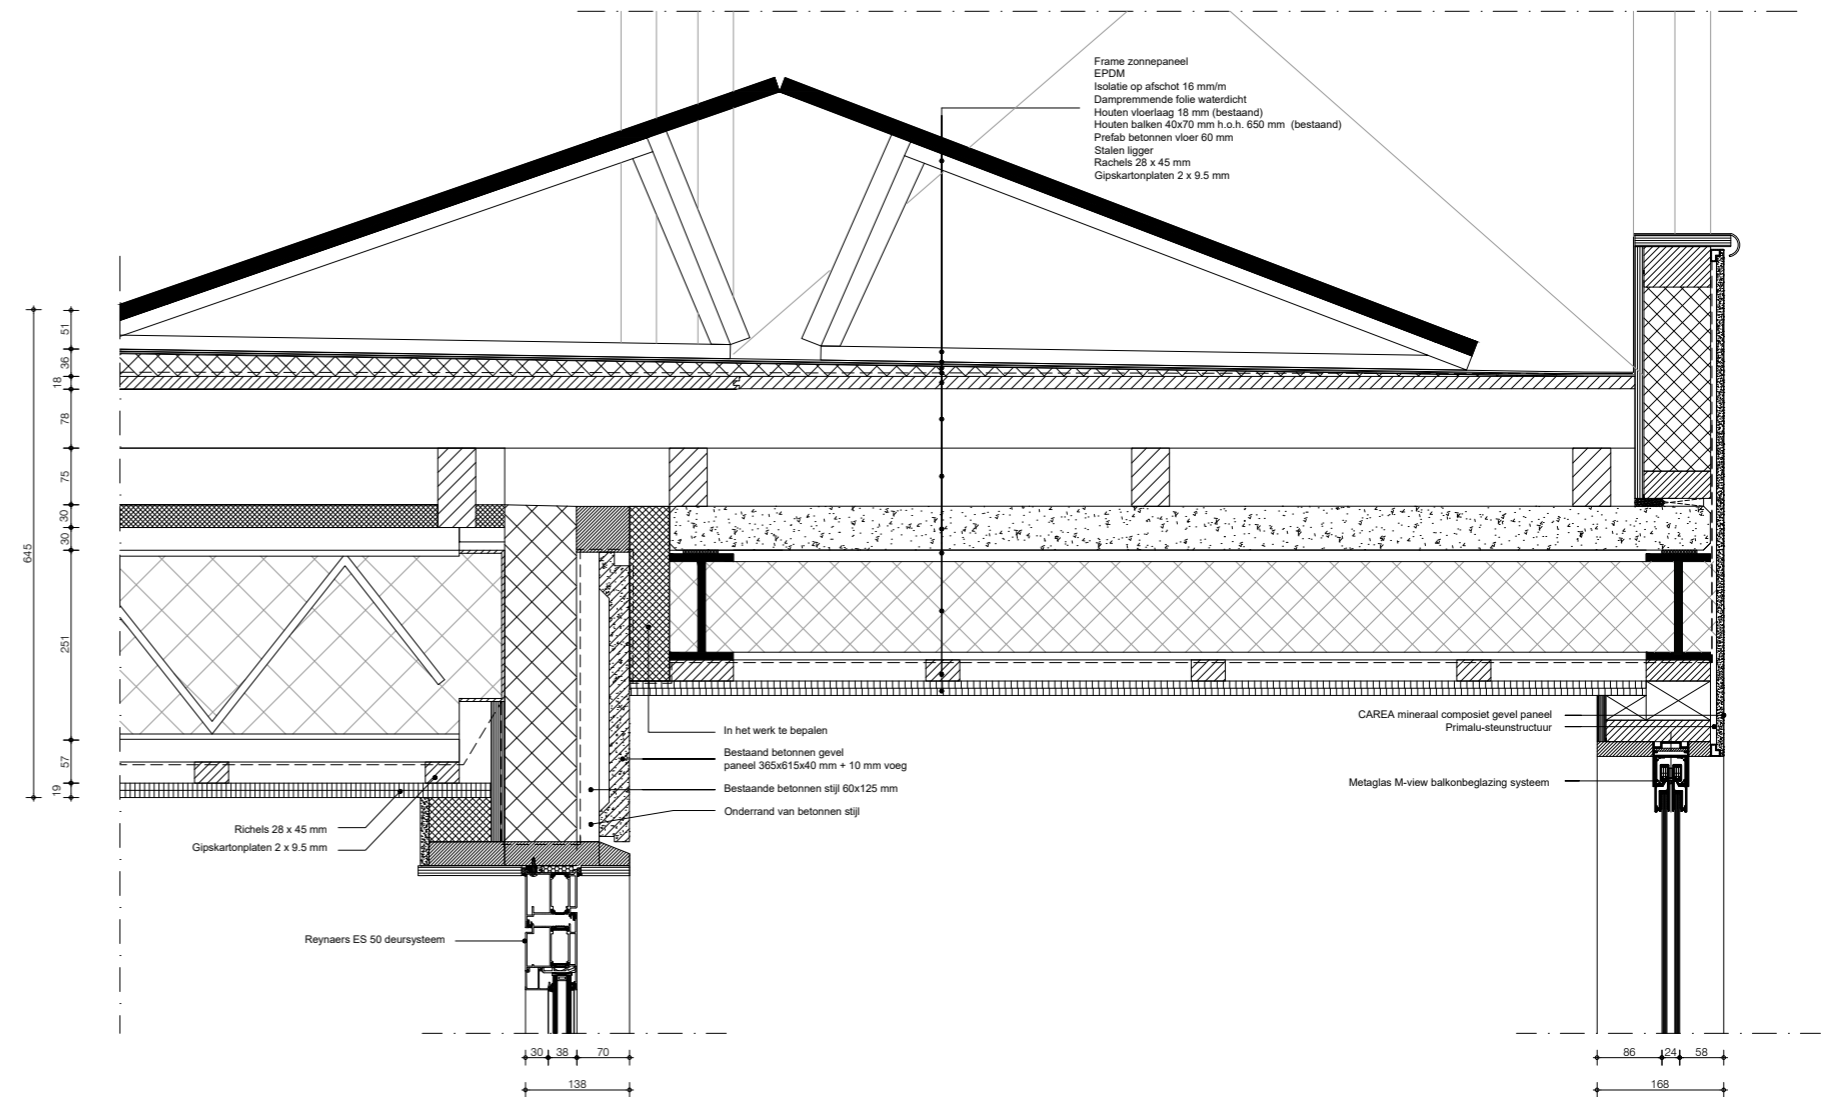 Frame zonnepaneel
EPDM
Isolatie op afschot 16 mm/m
Dampremmende folie waterdicht
Houten vloerlaag 18 mm (bestaand)
Houten balken 40x70 mm h.o.h. 650 mm (bestaand)
Prefab betonnen vloer 60 mm
Stalen ligger
Rachels 28 x 45 mm
Gipskartonplaten 2 x 9.5 mm
51
36
18
78
75
30
30
645
251
57
19
CAREA mineraal composiet gevel paneel
Primalu-steunstructuur
In het werk te bepalen
Bestaand betonnen gevel
paneel 365x615x40 mm + 10 mm voeg
Metaglas M-view balkonbeglazing systeem
Bestaande betonnen stijl 60x125 mm
Onderrand van betonnen stijl
Richels 28 x 45 mm
Gipskartonplaten 2 x 9.5 mm
Reynaers ES 50 deursysteem
30 38 70
138
86 24 58
168